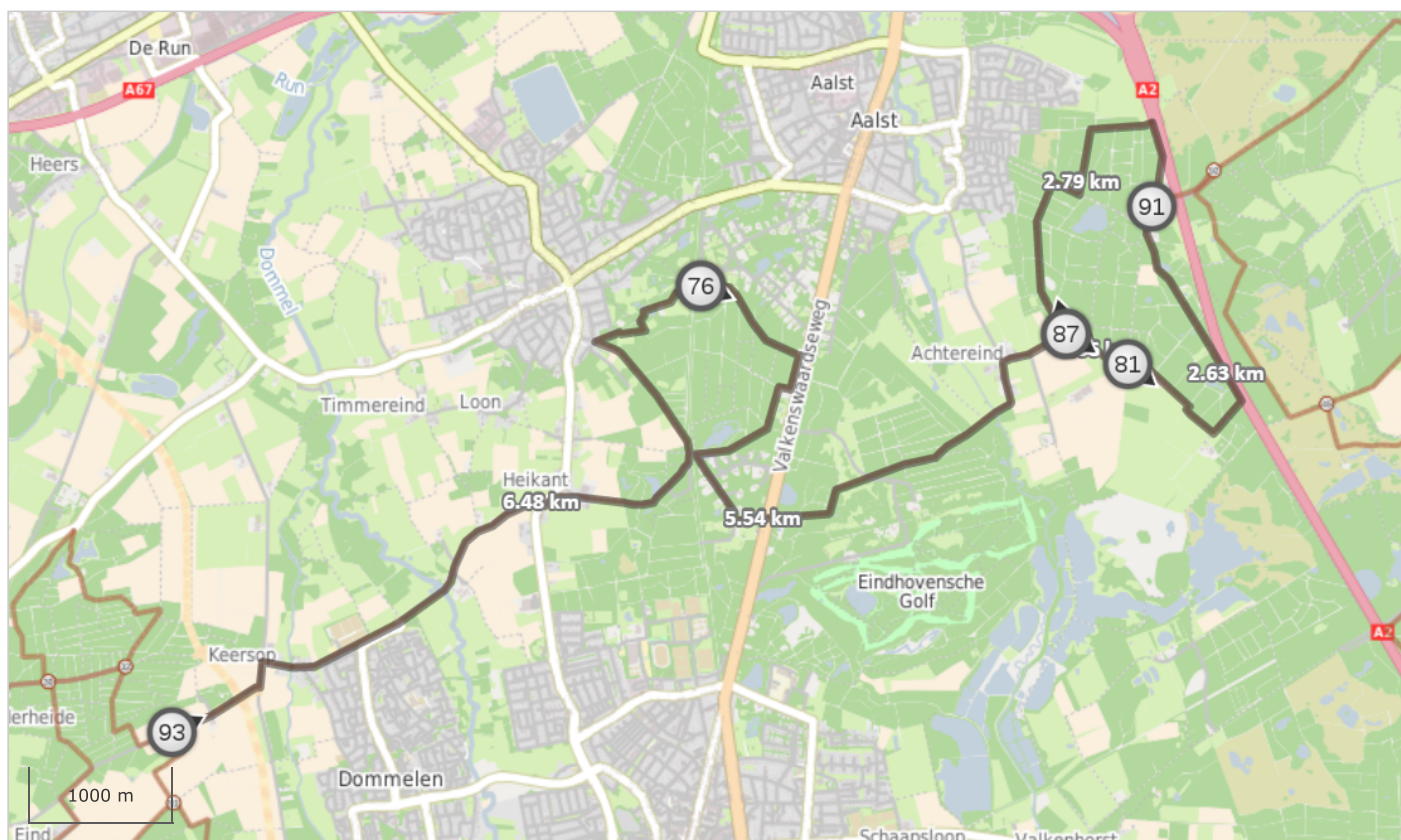 De Run
A67
Run
Aalst
Aalst
A2
Heers
2.79 km
91
Dommel
76
Valkenswaardseweg
87
Achtereind
81
2.63 km
Timmereind
Loon
Heikant
6.48 km
5.54 km
Eindhovensche
Golf
A2
Keersop
derheide
93
Dommelen
1000 m
Eind
Schaapsloop
Valkenhorst